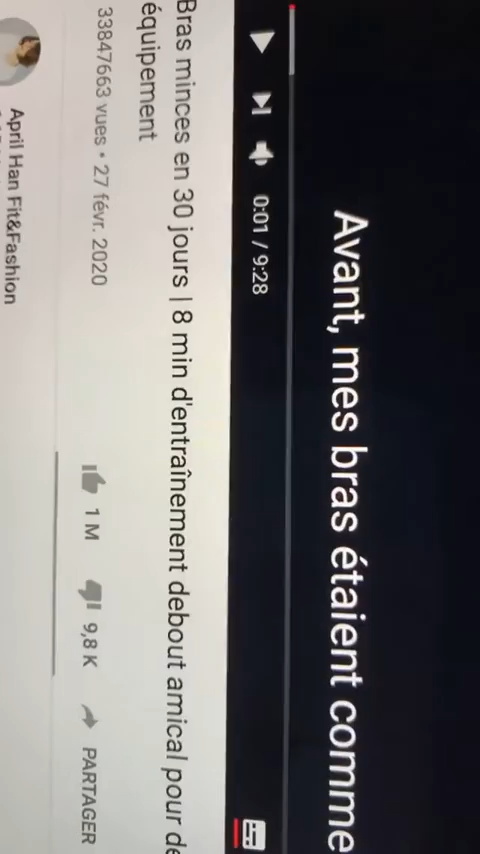 Avant, mes bras étaient comme
0:01 / 9:28
Bras minces en 30 jours | 8 min d'entraînement debout amical pour
équipement
33847663 vues • 27 févr. 2020
1 M
9,8 K
PARTAGER
April Han Fit&Fashion